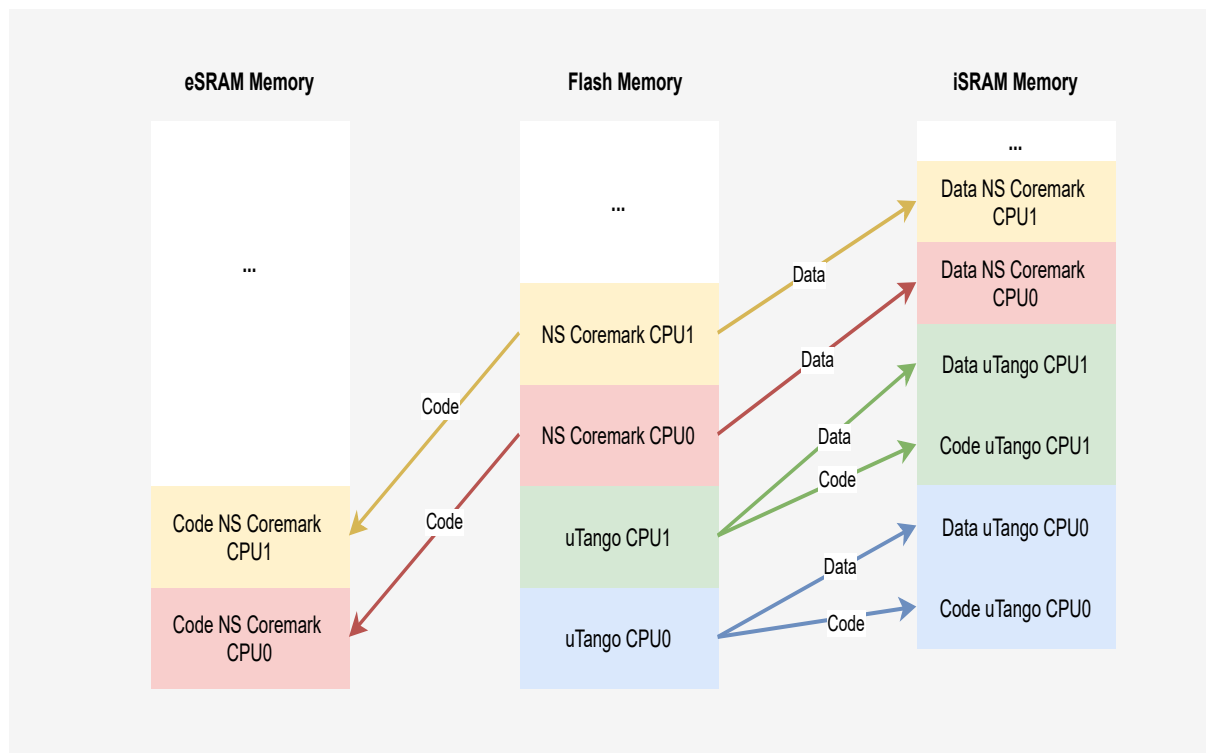 eSRAM Memory
Flash Memory
iSRAM Memory
...
...
...
Data NS Coremark
CPU1
Data
Data NS Coremark
CPU0
NS Coremark CPU1
Data
Data uTango CPU1
Code
NS Coremark CPU0
Data
Code uTango CPU1
Code
Code
Code NS Coremark
CPU1
uTango CPU1
Data uTango CPU0
Data
Code uTango CPU0
Code
Code NS Coremark
CPU0
uTango CPU0